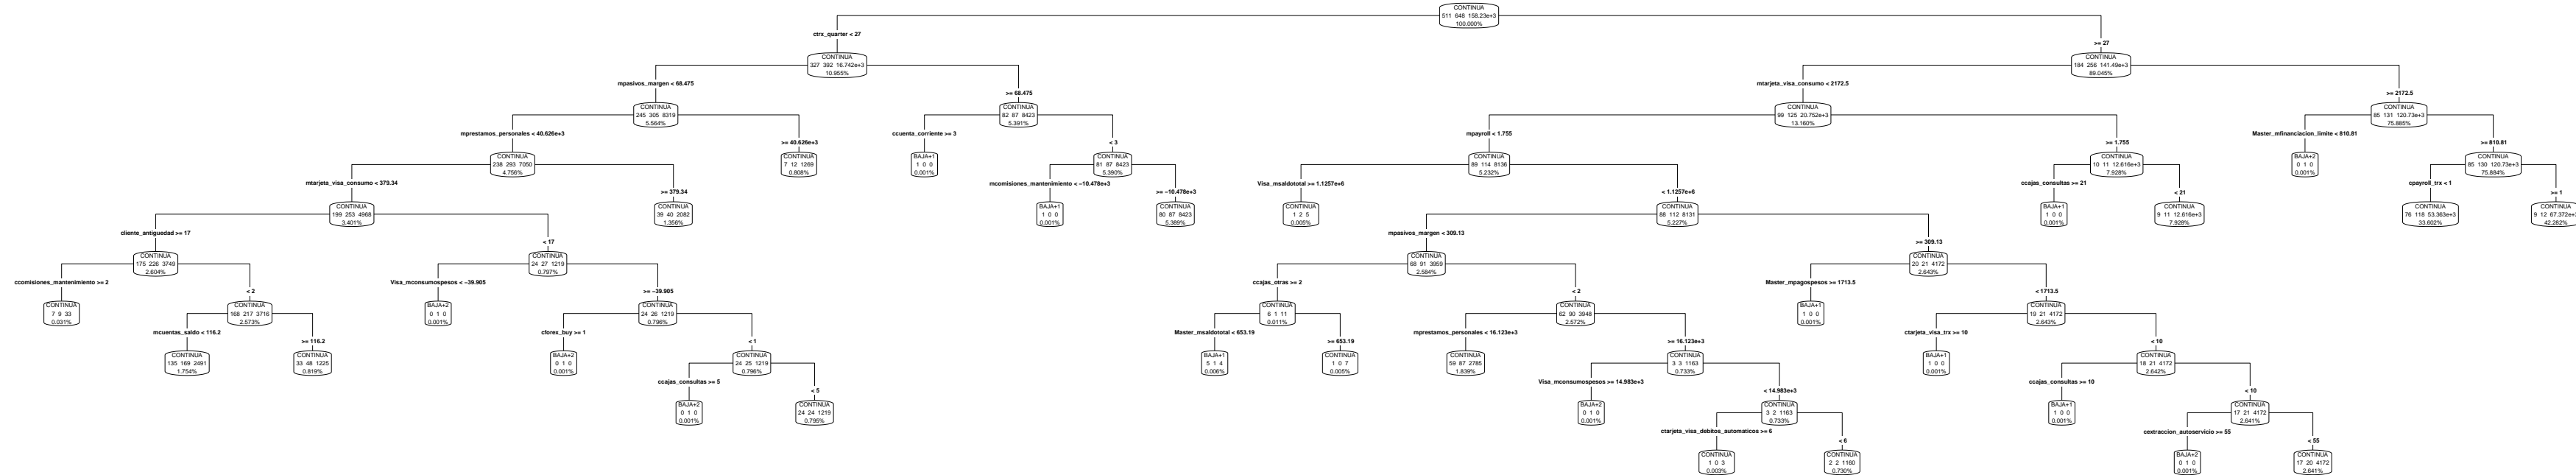 CONTINUA
511 648 158.23e+3
100.000%
ctrx_quarter < 27
>= 27
CONTINUA
327 392 16.742e+3
10.955%
CONTINUA
184 256 141.49e+3
89.045%
mpasivos_margen < 68.475
>= 68.475
mtarjeta_visa_consumo < 2172.5
>= 2172.5
CONTINUA
245 305 8319
5.564%
CONTINUA
82 87 8423
5.391%
CONTINUA
99 125 20.752e+3
13.160%
CONTINUA
85 131 120.73e+3
75.885%
mprestamos_personales < 40.626e+3
>= 40.626e+3
ccuenta_corriente >= 3
< 3
mpayroll < 1.755
>= 1.755
Master_mfinanciacion_limite < 810.81
>= 810.81
CONTINUA
238 293 7050
4.756%
CONTINUA
7 12 1269
0.808%
BAJA+1
1 0 0
0.001%
CONTINUA
81 87 8423
5.390%
CONTINUA
89 114 8136
5.232%
CONTINUA
10 11 12.616e+3
7.928%
BAJA+2
0 1 0
0.001%
CONTINUA
85 130 120.73e+3
75.884%
mtarjeta_visa_consumo < 379.34
>= 379.34
mcomisiones_mantenimiento < −10.478e+3
>= −10.478e+3
Visa_msaldototal >= 1.1257e+6
< 1.1257e+6
ccajas_consultas >= 21
< 21
cpayroll_trx < 1
>= 1
CONTINUA
199 253 4968
3.401%
CONTINUA
39 40 2082
1.356%
BAJA+1
1 0 0
0.001%
CONTINUA
80 87 8423
5.389%
CONTINUA
1 2 5
0.005%
CONTINUA
88 112 8131
5.227%
BAJA+1
1 0 0
0.001%
CONTINUA
9 11 12.616e+3
7.928%
CONTINUA
76 118 53.363e+3
33.602%
CONTINUA
9 12 67.372e+3
42.282%
cliente_antiguedad >= 17
< 17
mpasivos_margen < 309.13
>= 309.13
CONTINUA
175 226 3749
2.604%
CONTINUA
24 27 1219
0.797%
CONTINUA
68 91 3959
2.584%
CONTINUA
20 21 4172
2.643%
ccomisiones_mantenimiento >= 2
< 2
Visa_mconsumospesos < −39.905
>= −39.905
ccajas_otras >= 2
< 2
Master_mpagospesos >= 1713.5
< 1713.5
CONTINUA
7 9 33
0.031%
CONTINUA
168 217 3716
2.573%
BAJA+2
0 1 0
0.001%
CONTINUA
24 26 1219
0.796%
CONTINUA
6 1 11
0.011%
CONTINUA
62 90 3948
2.572%
BAJA+1
1 0 0
0.001%
CONTINUA
19 21 4172
2.643%
mcuentas_saldo < 116.2
>= 116.2
cforex_buy >= 1
< 1
Master_msaldototal < 653.19
>= 653.19
mprestamos_personales < 16.123e+3
>= 16.123e+3
ctarjeta_visa_trx >= 10
< 10
CONTINUA
135 169 2491
1.754%
CONTINUA
33 48 1225
0.819%
BAJA+2
0 1 0
0.001%
CONTINUA
24 25 1219
0.796%
BAJA+1
5 1 4
0.006%
CONTINUA
1 0 7
0.005%
CONTINUA
59 87 2785
1.839%
CONTINUA
3 3 1163
0.733%
BAJA+1
1 0 0
0.001%
CONTINUA
18 21 4172
2.642%
ccajas_consultas >= 5
< 5
Visa_mconsumospesos >= 14.983e+3
< 14.983e+3
ccajas_consultas >= 10
< 10
BAJA+2
0 1 0
0.001%
CONTINUA
24 24 1219
0.795%
BAJA+2
0 1 0
0.001%
CONTINUA
3 2 1163
0.733%
BAJA+1
1 0 0
0.001%
CONTINUA
17 21 4172
2.641%
ctarjeta_visa_debitos_automaticos >= 6
< 6
cextraccion_autoservicio >= 55
< 55
CONTINUA
1 0 3
0.003%
CONTINUA
2 2 1160
0.730%
BAJA+2
0 1 0
0.001%
CONTINUA
17 20 4172
2.641%